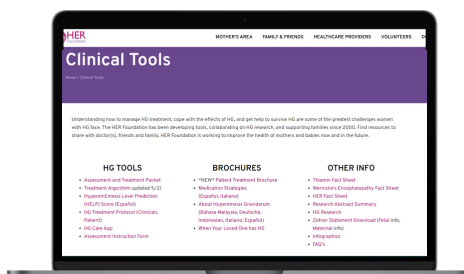 HER
Foundation
MOTHER'S AREA FAMILY & FRIENDS HEALTHCARE PROVIDERS VOLUNTEERS
Clinical Tools
Home / Clinical Tools
Understanding how to manage HG treatment, cope with the effects of HG, and get help to survive HG are some of the greatest challenges women
with HG face. The HER Foundation has been developing tools, collaborating on HG research, and supporting families since 2000. Find resources to
share with doctor(s), friends and family. HER Foundation is working to improve the health of mothers and babies now and in the future.
HG TOOLS
• Assessment and Treatment Packet
• Treatment Algorithm updated 5/21
• HyperemEmesis Level Prediction
(HELP) Score (Español)
• HG Treatment Protocol (Clinician,
Patient)
• HG Care App
• Assessment Instruction Form
BROCHURES
• *NEW* Patient Treatment Brochure
• Medication Strategies
(Español, Italiano)
• About Hyperemesis Gravidarum
(Bahasa Malaysia, Deutsche,
Indonesian, Italiano, Español)
• When Your Loved One has HG
OTHER INFO
• Thiamin Fact Sheet
• Wernicke's Encephalopathy Fact Sheet
• HER Fact Sheet
• Research Abstract Summary
• HG Research
• Zofran Statement Download (Fetal info,
Maternal info)
• Infographics
• FAQ's